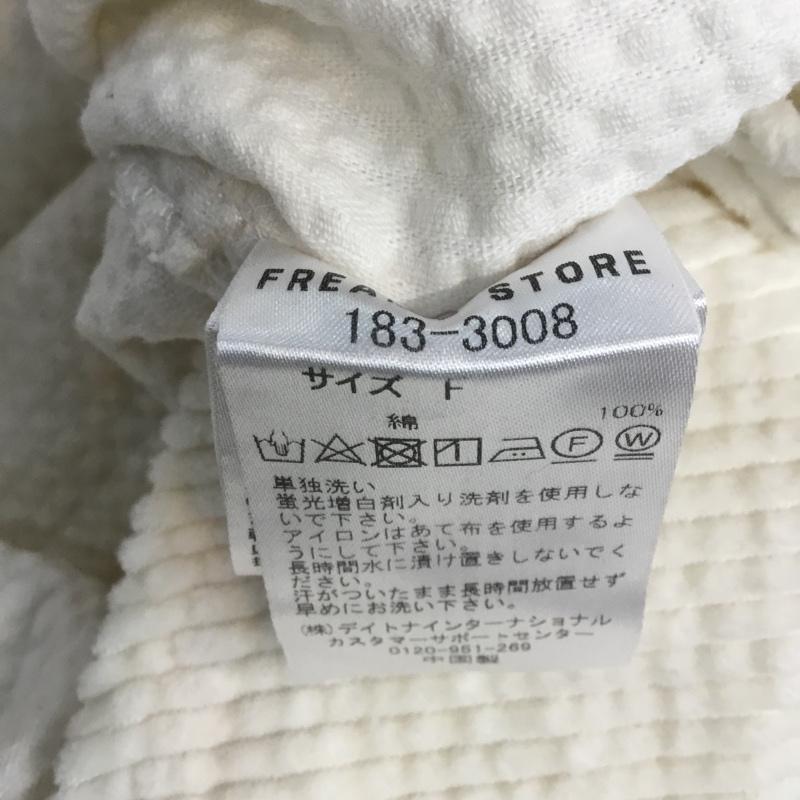 FREA STORE
183-3008
サイズ F
綿 100%
F W
単独洗い
蛍光増白剤入り洗剤を使用しな
いで下さい。
アイロンはあて布を使用するよ
うにして下さい。
長時間水に漬け置きしないでく
ださい。
汗がついたまま長時間放置せず
早めにお洗い下さい。
(株)デイトナインターナショナル
カスタマーサポートセンター
0120-951-269
中国製